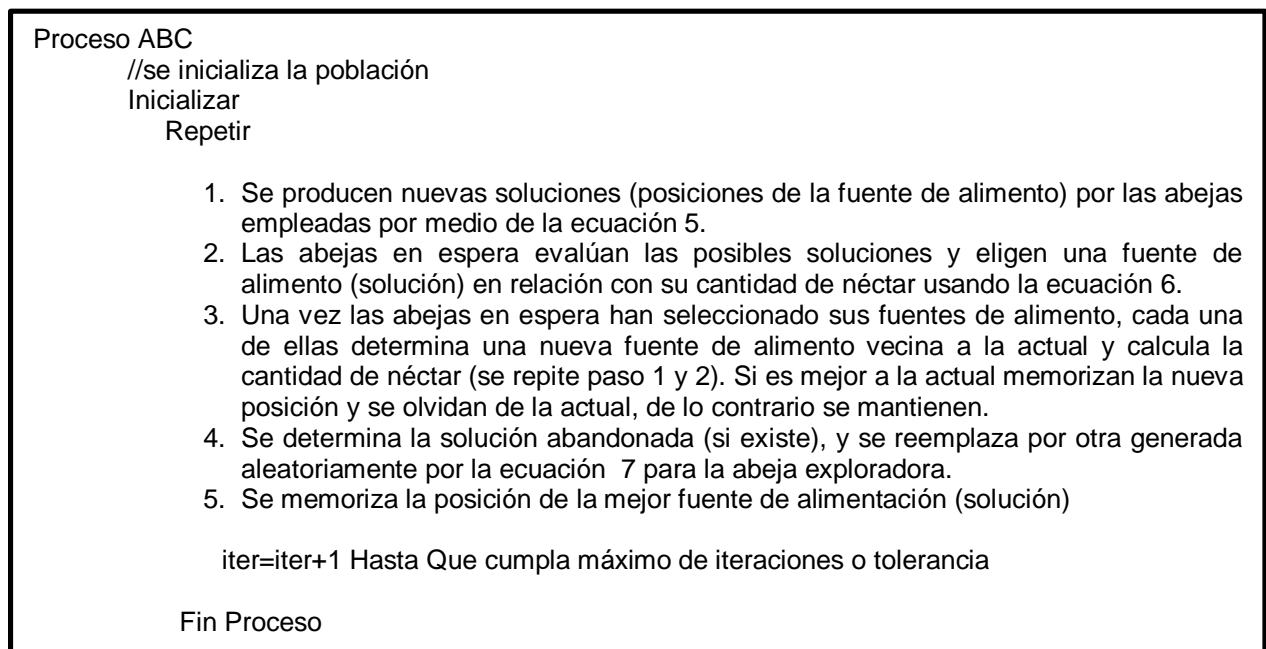 Proceso ABC
//se inicializa la población
Inicializar
Repetir
1. Se producen nuevas soluciones (posiciones de la fuente de alimento) por las abejas
empleadas por medio de la ecuación 5.
2. Las abejas en espera evalúan las posibles soluciones y eligen una fuente de
alimento (solución) en relación con su cantidad de néctar usando la ecuación 6.
3. Una vez las abejas en espera han seleccionado sus fuentes de alimento, cada una
de ellas determina una nueva fuente de alimento vecina a la actual y calcula la
cantidad de néctar (se repite paso 1 y 2). Si es mejor a la actual memorizan la nueva
posición y se olvidan de la actual, de lo contrario se mantienen.
4. Se determina la solución abandonada (si existe), y se reemplaza por otra generada
aleatoriamente por la ecuación 7 para la abeja exploradora.
5. Se memoriza la posición de la mejor fuente de alimentación (solución)
iter=iter+1 Hasta Que cumpla máximo de iteraciones o tolerancia
Fin Proceso